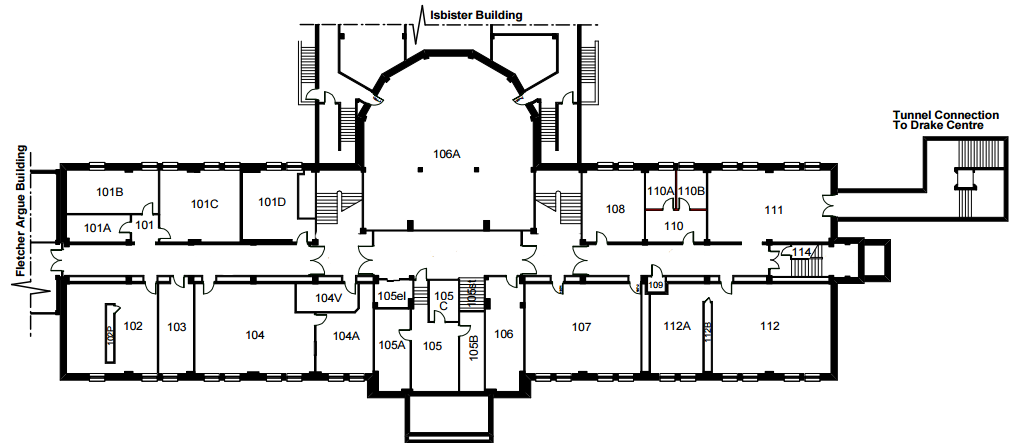 Isbister Building
Tunnel Connection
To Drake Centre
Fletcher Argue Building
106A
101B
101C
101D
101A
101
108
110A
110B
110
111
114
104V
105el
105
C
105st
109
102
102P
103
104
104A
105A
105
105B
106
107
112A
112B
112